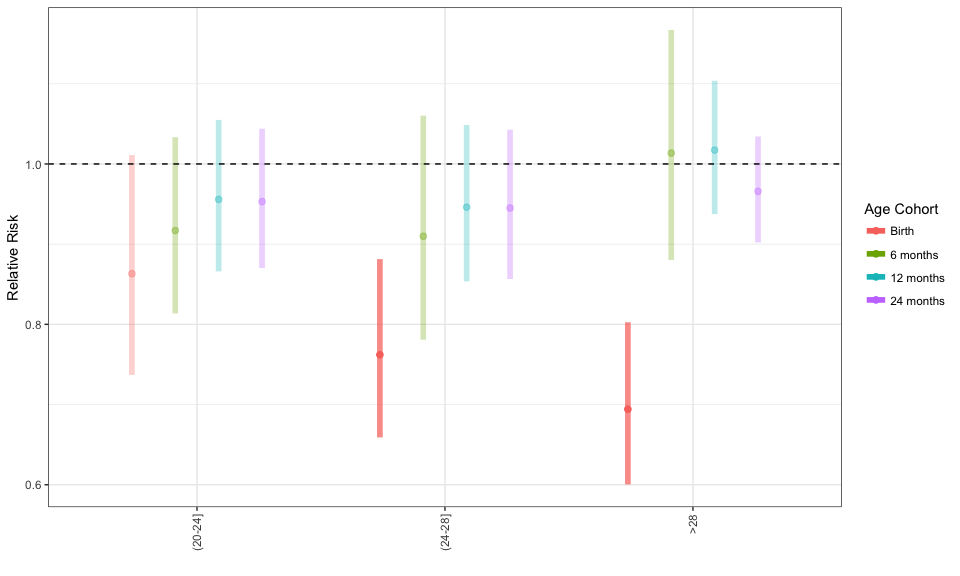 Relative Risk
1.0
0.8
0.6
(20-24]
(24-28]
>28
Age Cohort
Birth
6 months
12 months
24 months